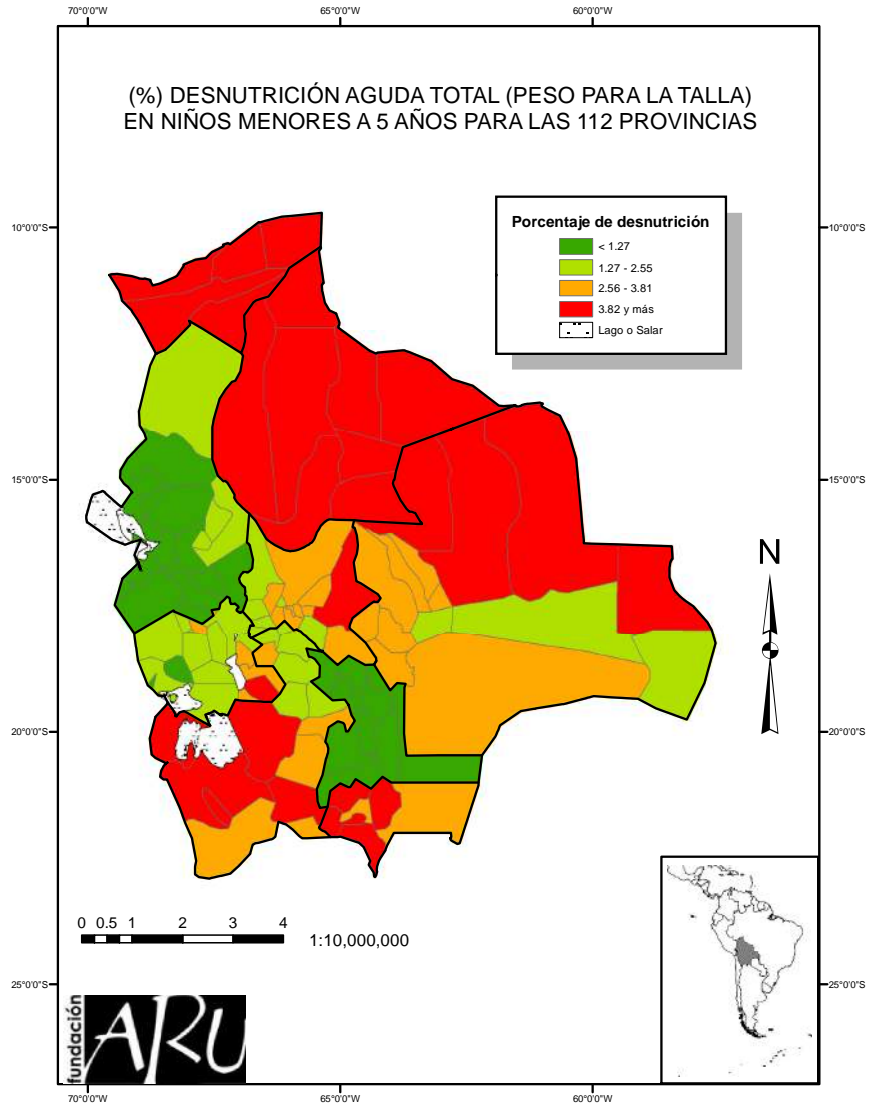 70°0'0"W
65°0'0"W
60°0'0"W
(%) DESNUTRICIÓN AGUDA TOTAL (PESO PARA LA TALLA)
EN NIÑOS MENORES A 5 AÑOS PARA LAS 112 PROVINCIAS
Porcentaje de desnutrición
< 1.27
1.27 - 2.55
2.56 - 3.81
3.82 y más
Lago o Salar
10°0'0"S
10°0'0"S
15°0'0"S
15°0'0"S
N
20°0'0"S
20°0'0"S
0 0.5 1 2 3 4
1:10,000,000
25°0'0"S
25°0'0"S
fundación
ARU
70°0'0"W
65°0'0"W
60°0'0"W